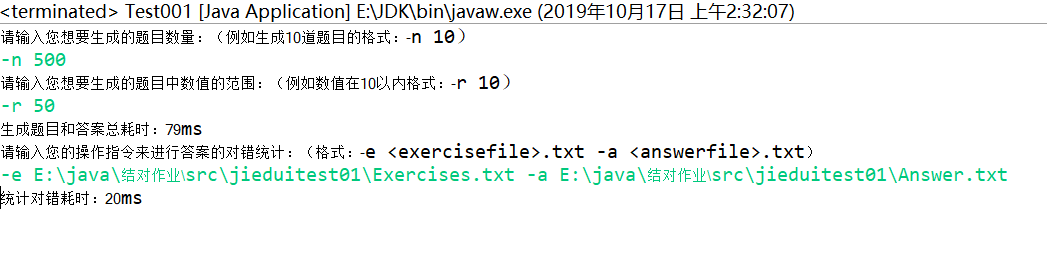 <terminated> Test001 [Java Application] E:\JDK\bin\javaw.exe (2019年10月17日 上午2:32:07)
请输入您想要生成的题目数量：（例如生成10道题目的格式：-n 10）
-n 500
请输入您想要生成的题目中数值的范围：（例如数值在10以内格式：-r 10）
-r 50
生成题目和答案总耗时：79ms
请输入您的操作指令来进行答案的对错统计：（格式：-e <exercisefile>.txt -a <answerfile>.txt）
-e E:\java\结对作业\src\jieduitest01\Exercises.txt -a E:\java\结对作业\src\jieduitest01\Answer.txt
统计对错耗时：20ms